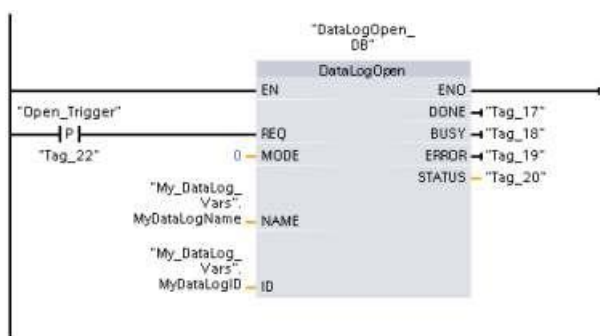 "DataLogOpen_
DB"
DataLogOpen
EN ENO
"Open_Trigger" DONE "Tag_17"
P REQ BUSY "Tag_18"
"Tag_22" 0 MODE ERROR "Tag_19"
STATUS "Tag_20"
"My_DataLog_
Vars".
MyDataLogName NAME
"My_DataLog_
Vars".
MyDataLogID ID